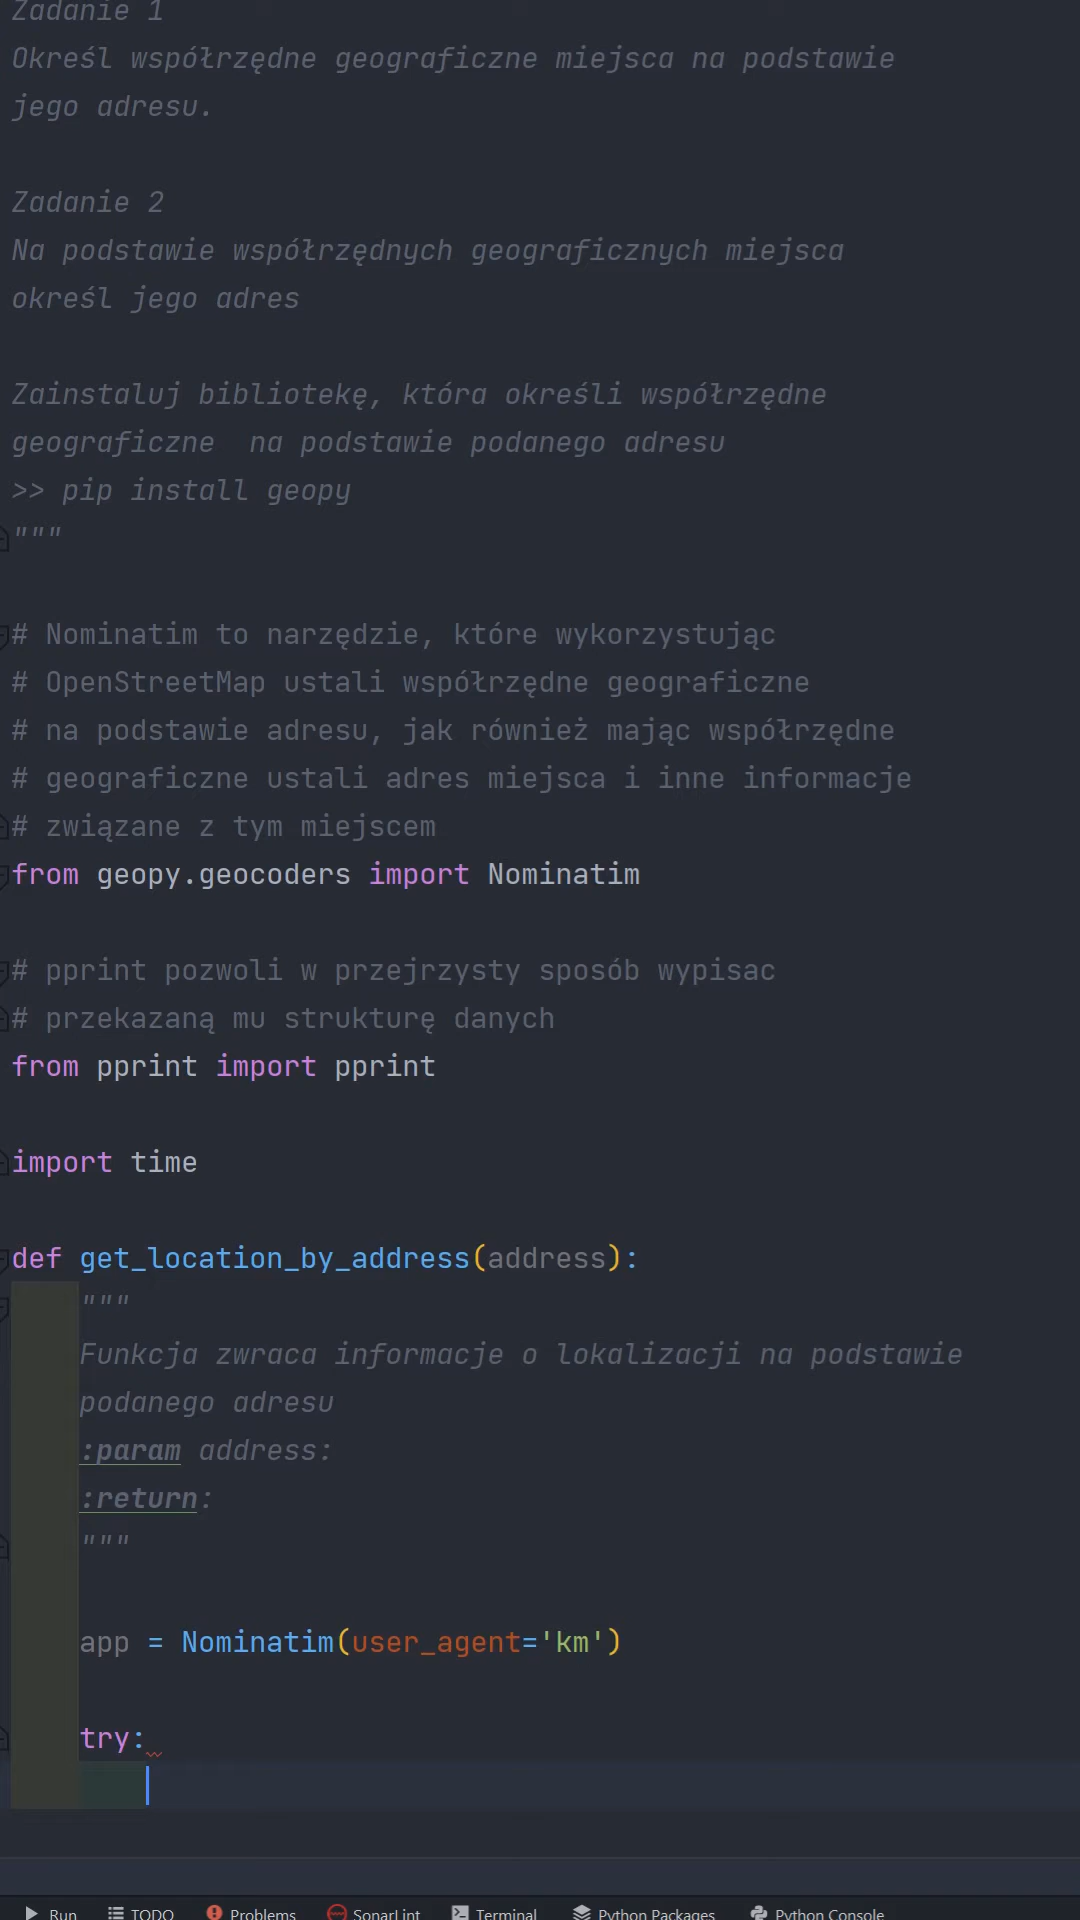 Zadanie 1
Określ współrzędne geograficzne miejsca na podstawie
jego adresu.
Zadanie 2
Na podstawie współrzędnych geograficznych miejsca
określ jego adres
Zainstaluj bibliotekę, która określi współrzędne
geograficzne  na podstawie podanego adresu
>> pip install geopy
"""
# Nominatim to narzędzie, które wykorzystując
# OpenStreetMap ustali współrzędne geograficzne
# na podstawie adresu, jak również mając współrzędne
# geograficzne ustali adres miejsca i inne informacje
# związane z tym miejscem
from geopy.geocoders import Nominatim
# pprint pozwoli w przejrzysty sposób wypisac
# przekazaną mu strukturę danych
from pprint import pprint
import time
def get_location_by_address(address):
    """
    Funkcja zwraca informacje o lokalizacji na podstawie
    podanego adresu
    :param address:
    :return:
    """
    app = Nominatim(user_agent='km')
    try:
Run TODO Problems SonarLint Terminal Python Packages Python Console